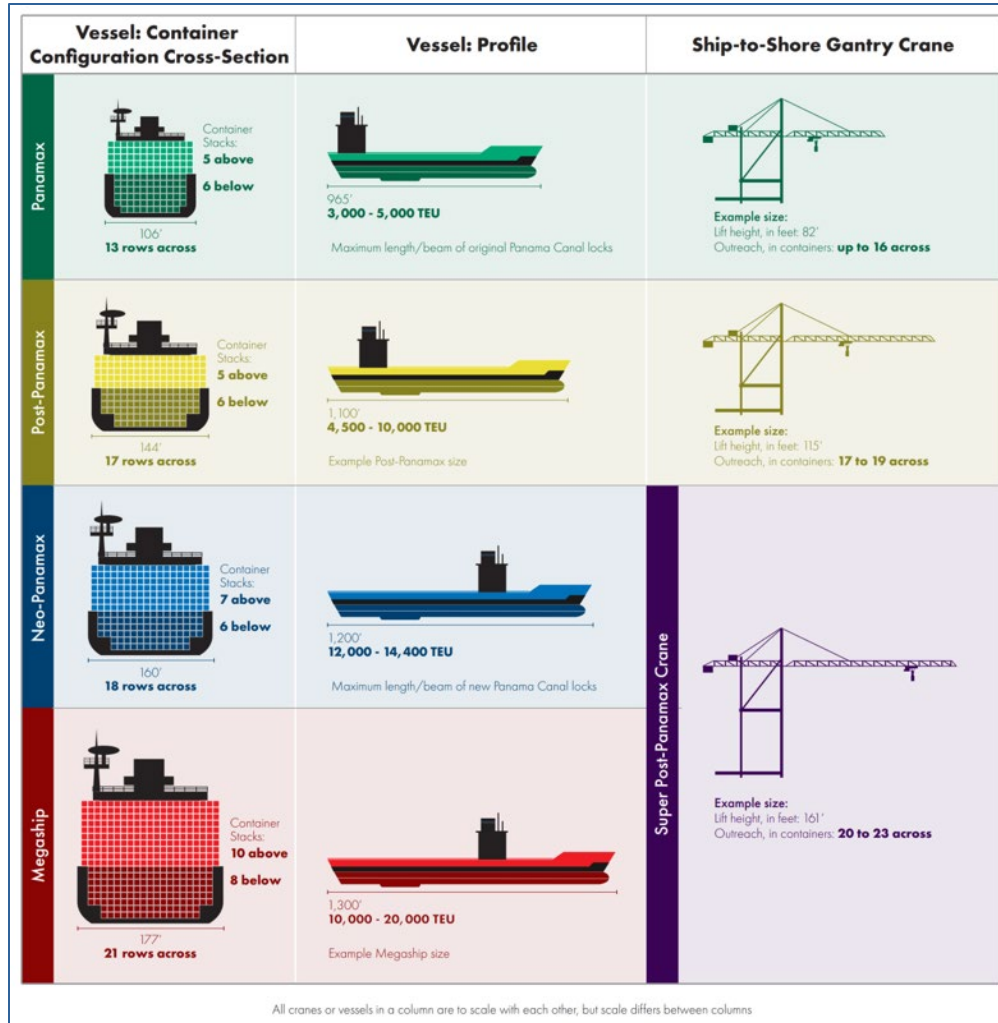 Vessel: Container
Configuration Cross-Section
Vessel: Profile
Ship-to-Shore Gantry Crane
Panamax
Container
Stacks:
5 above
6 below
106'
13 rows across
965'
3,000 - 5,000 TEU
Maximum length/beam of original Panama Canal locks
Example size:
Lift height, in feet: 82'
Outreach, in containers: up to 16 across
Post-Panamax
Container
Stacks:
5 above
6 below
144'
17 rows across
1,100'
4,500 - 10,000 TEU
Example Post-Panamax size
Example size:
Lift height, in feet: 115'
Outreach, in containers: 17 to 19 across
Neo-Panamax
Container
Stacks:
7 above
6 below
160'
18 rows across
1,200'
12,000 - 14,400 TEU
Maximum length/beam of new Panama Canal locks
Megaship
Container
Stacks:
10 above
8 below
177'
21 rows across
1,300'
10,000 - 20,000 TEU
Example Megaship size
Super Post-Panamax Crane
Example size:
Lift height, in feet: 161'
Outreach, in containers: 20 to 23 across
All cranes or vessels in a column are to scale with each other, but scale differs between columns